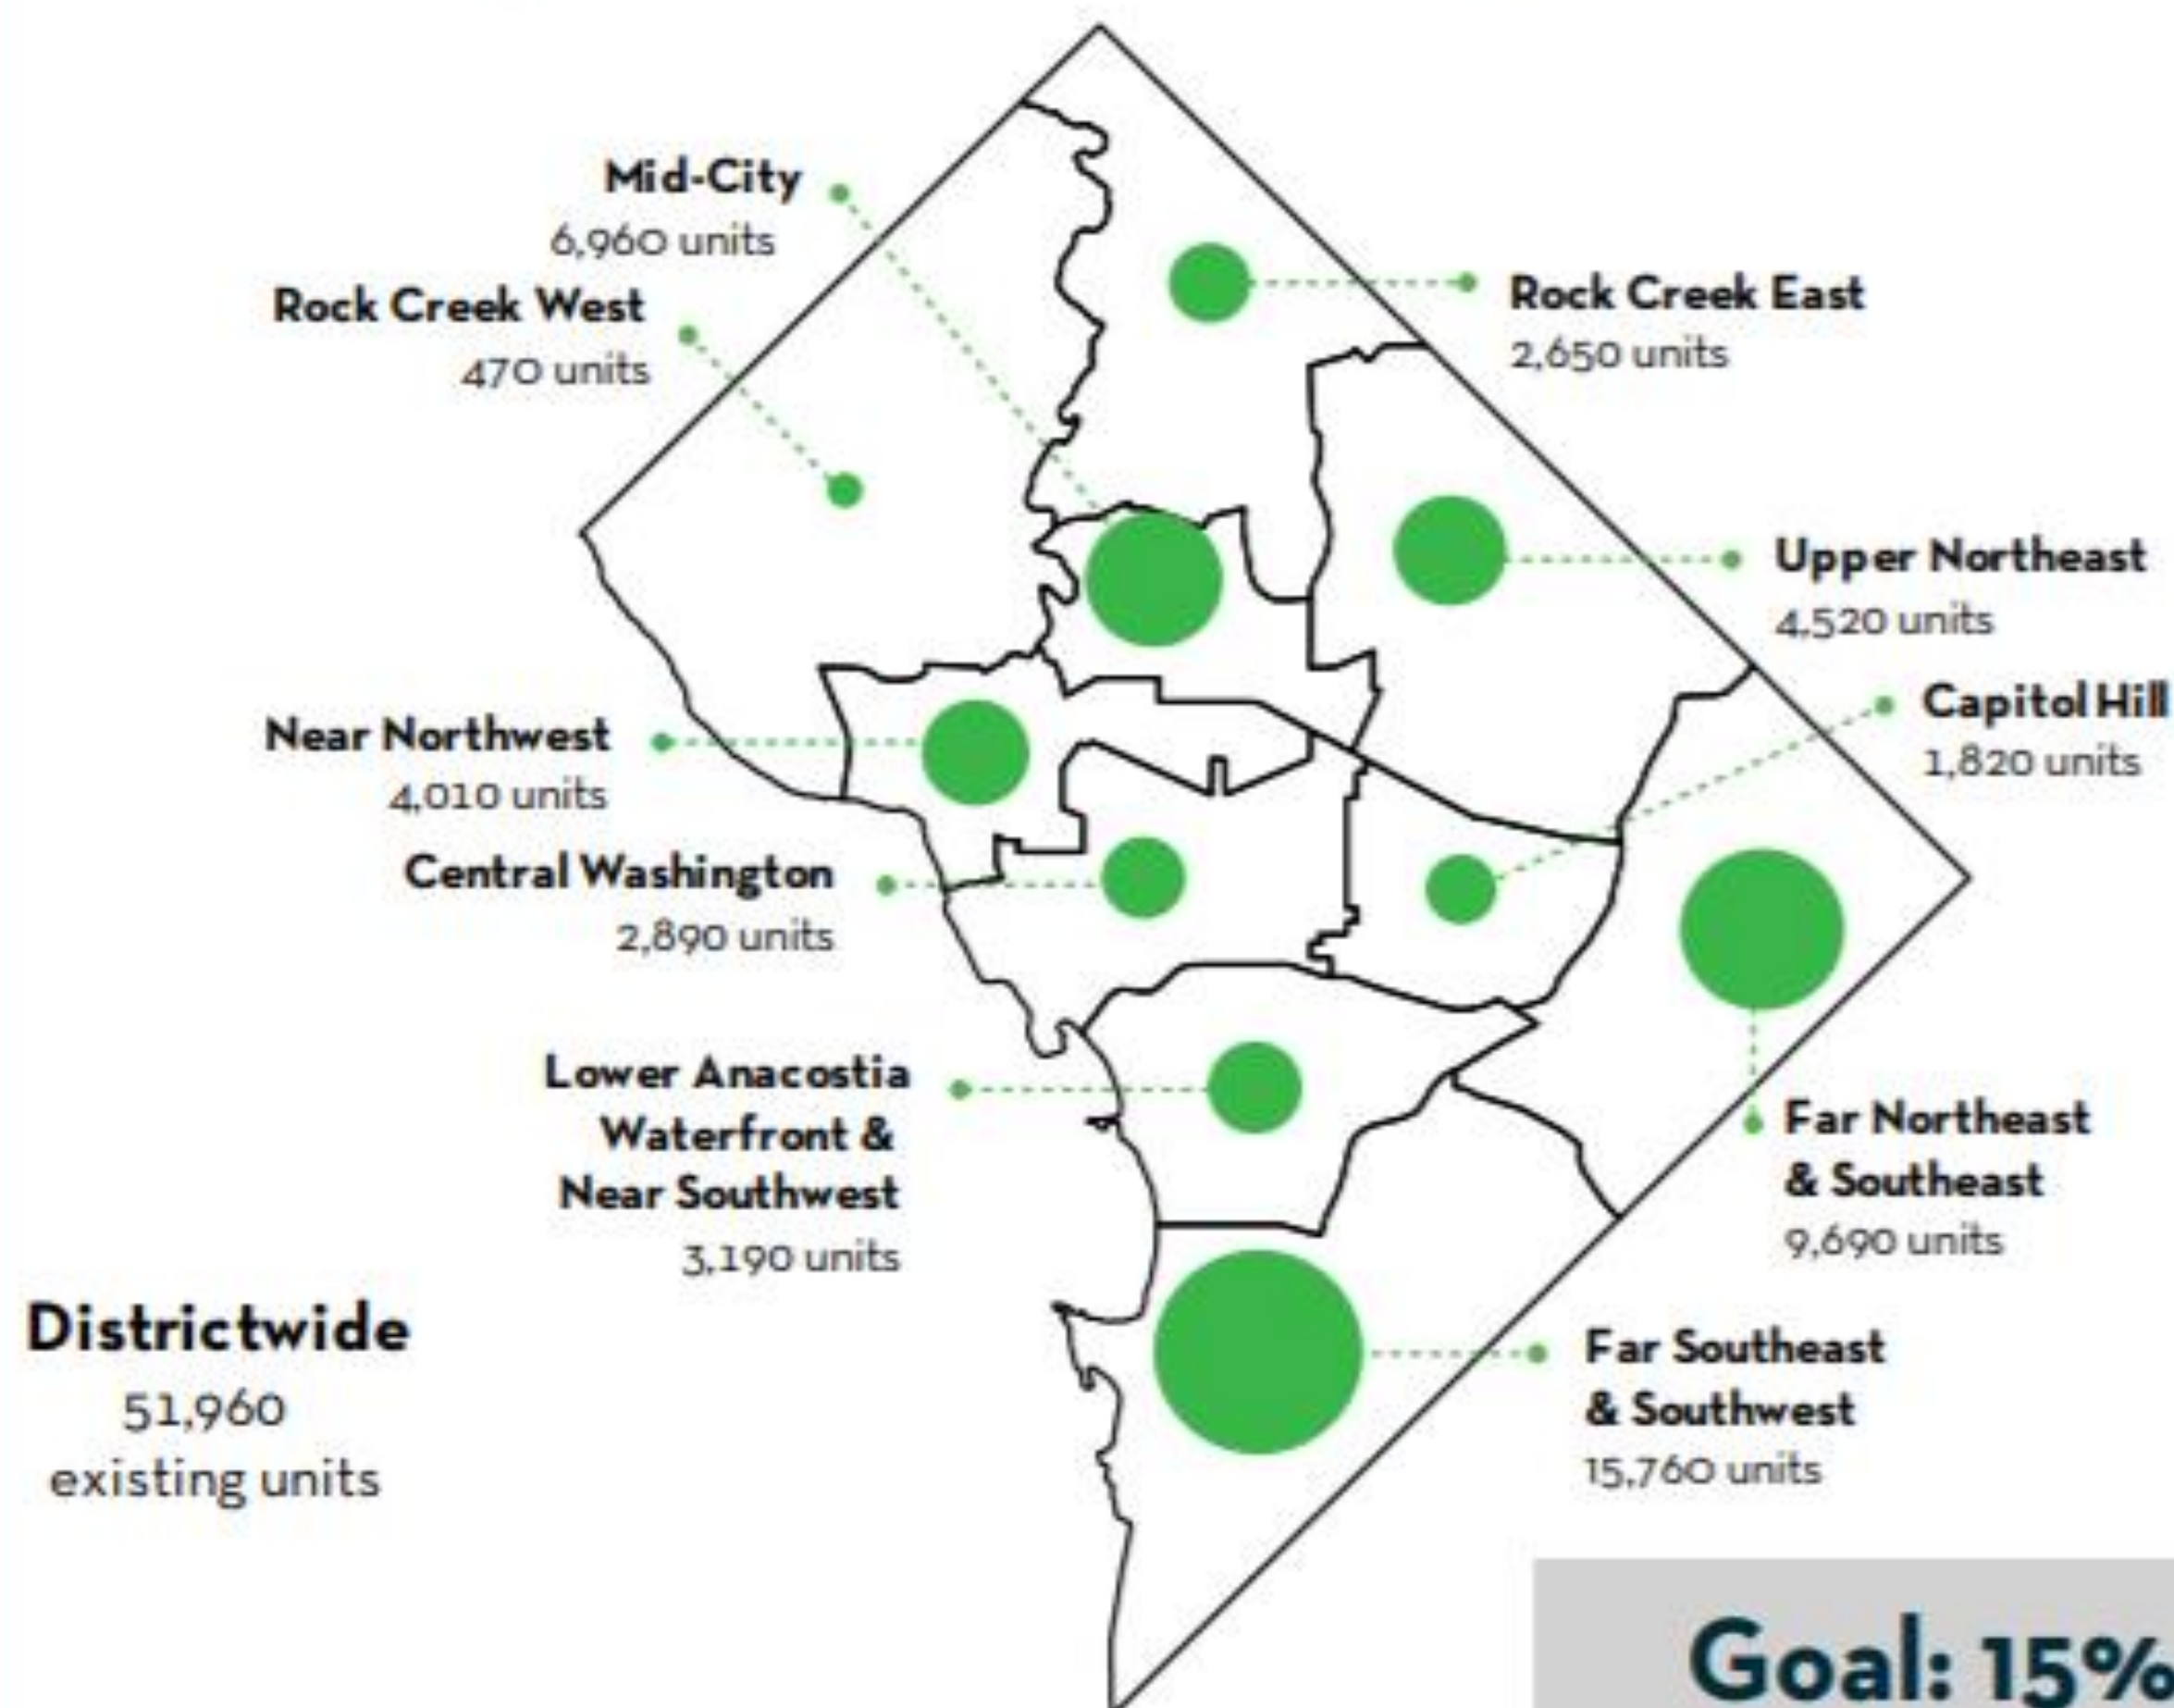 Mid-City
6,960 units
Rock Creek West
470 units
Rock Creek East
2,650 units
Upper Northeast
4,520 units
Capitol Hill
1,820 units
Near Northwest
4,010 units
Central Washington
2,890 units
Lower Anacostia
Waterfront &
Near Southwest
3,190 units
Far Northeast
& Southeast
9,690 units
Districtwide
51,960
existing units
Far Southeast
& Southwest
15,760 units
Goal: 15%